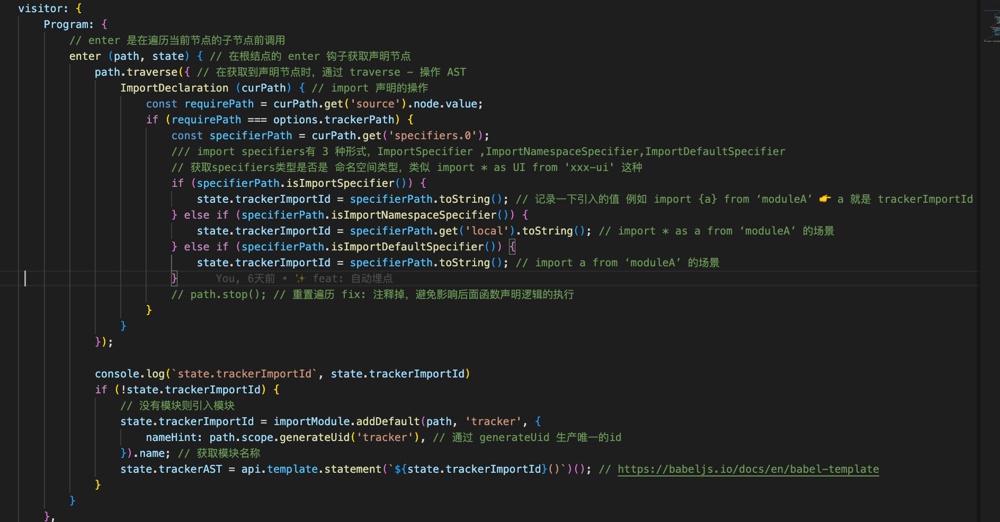 visitor: {
Program: {
// enter 是在遍历当前节点的子节点前调用
enter (path, state) { // 在根结点的 enter 钩子获取声明节点
path.traverse({ // 在获取到声明节点时，通过 traverse - 操作 AST
ImportDeclaration (curPath) { // import 声明的操作
const requirePath = curPath.get('source').node.value;
if (requirePath === options.trackerPath) {
const specifierPath = curPath.get('specifiers.0');
/// import specifiers有 3 种形式，ImportSpecifier ,ImportNamespaceSpecifier,ImportDefaultSpecifier
// 获取specifiers类型是否是 命名空间类型，类似 import * as UI from 'xxx-ui' 这种
if (specifierPath.isImportSpecifier()) {
state.trackerImportId = specifierPath.toString(); // 记录一下引入的值 例如 import {a} from ‘moduleA’ 👉 a 就是 trackerImportId
} else if (specifierPath.isImportNamespaceSpecifier()) {
state.trackerImportId = specifierPath.get('local').toString(); // import * as a from ‘moduleA’ 的场景
} else if (specifierPath.isImportDefaultSpecifier()) {
state.trackerImportId = specifierPath.toString(); // import a from ‘moduleA’ 的场景
} You, 6天前 • ✨ feat: 自动埋点
// path.stop(); // 重置遍历 fix: 注释掉，避免影响后面函数声明逻辑的执行
}
}
});
console.log(`state.trackerImportId`, state.trackerImportId)
if (!state.trackerImportId) {
// 没有模块则引入模块
state.trackerImportId = importModule.addDefault(path, 'tracker', {
nameHint: path.scope.generateUid('tracker'), // 通过 generateUid 生产唯一的id
}).name; // 获取模块名称
state.trackerAST = api.template.statement(`${state.trackerImportId}()`)(); // https://babeljs.io/docs/en/babel-template
}
}
},